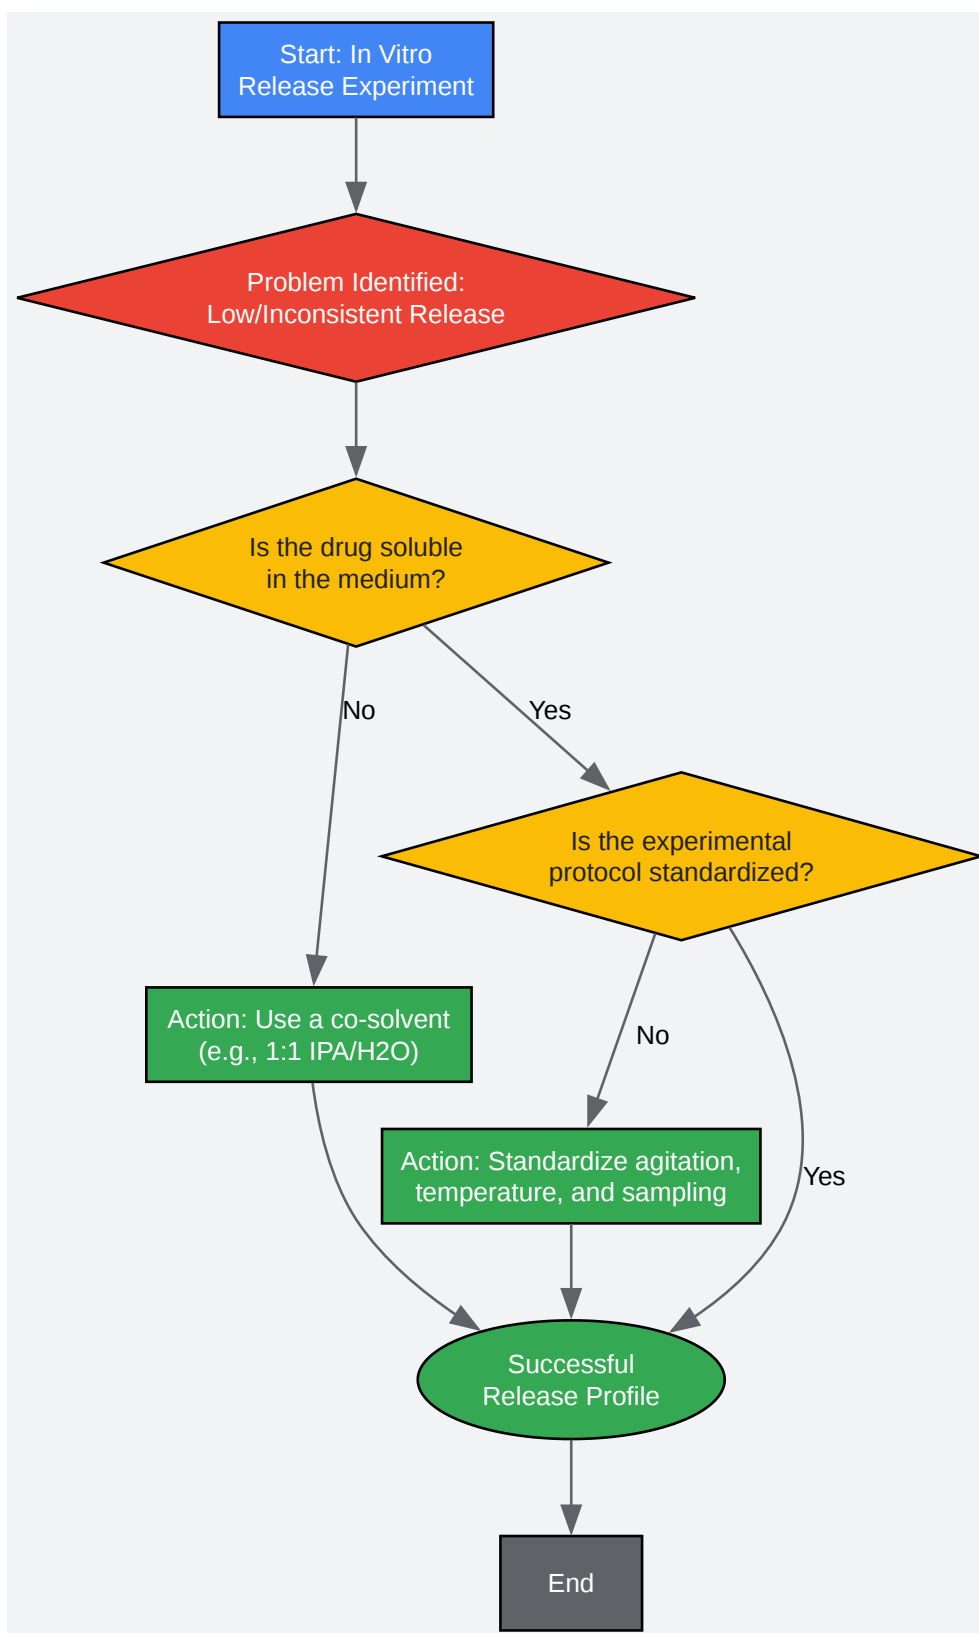 Start: In Vitro
Release Experiment
Problem Identified:
Low/Inconsistent Release
Is the drug soluble
in the medium?
No
Yes
Is the experimental
protocol standardized?
Action: Use a co-solvent
(e.g., 1:1 IPA/H2O)
No
Action: Standardize agitation,
temperature, and sampling
Yes
Successful
Release Profile
End